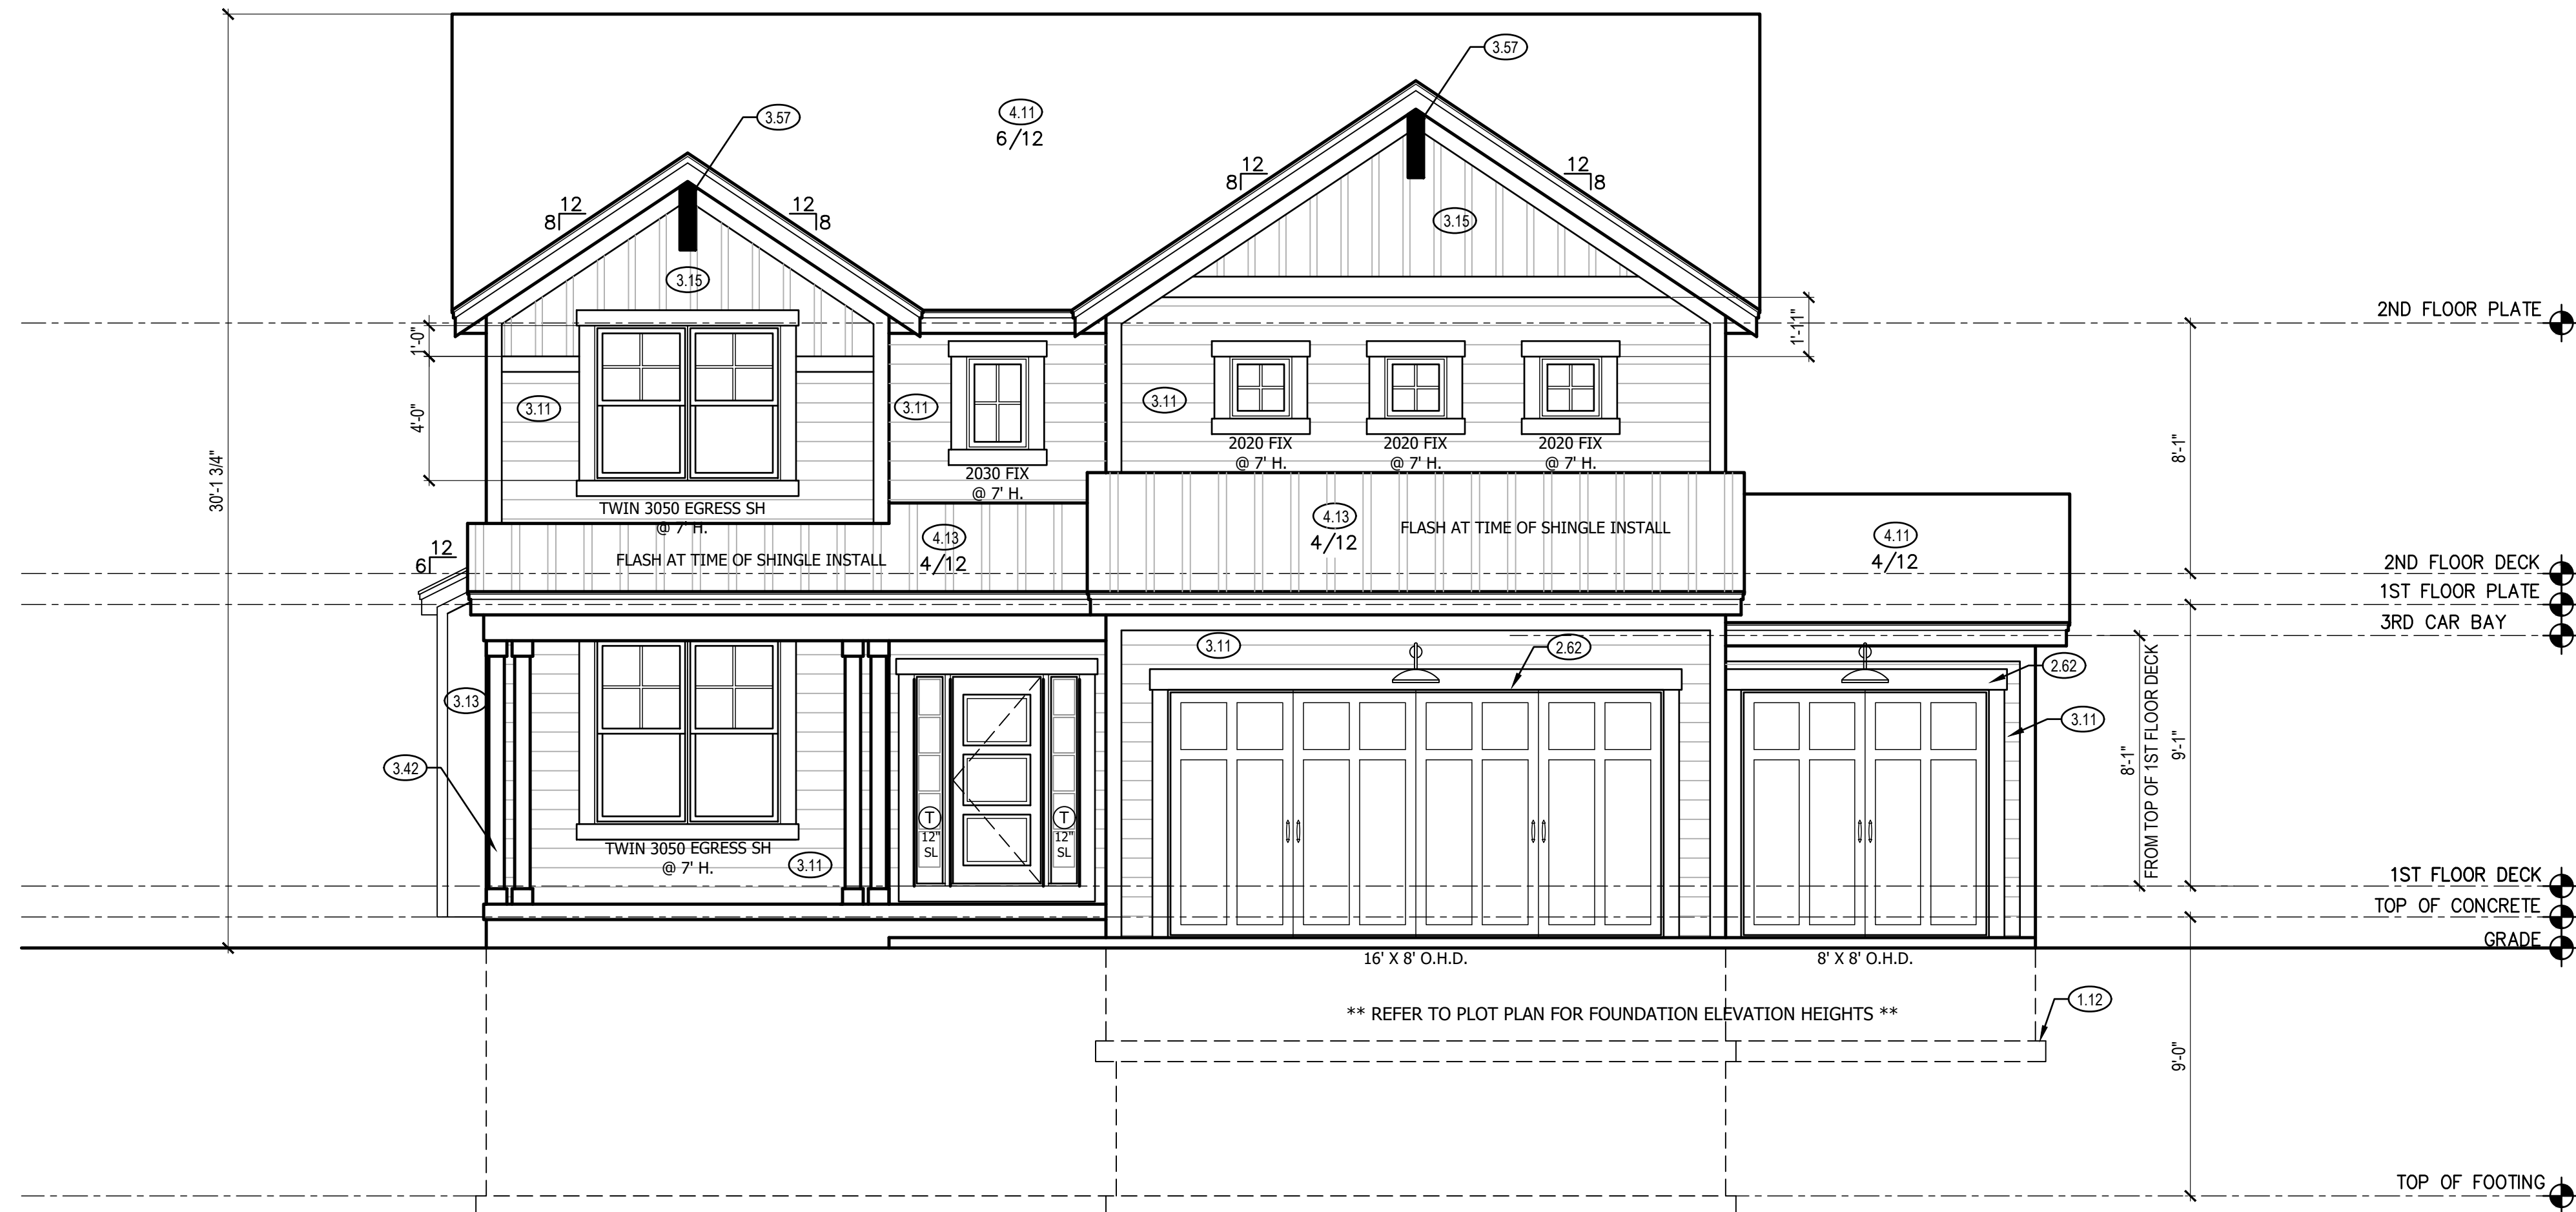 3.57
3.57
4.11
6/12
12
8
12
8
12
8
12
8
3.15
3.15
30'-1 3/4"
1'-0"
4'-0"
1'-11"
2ND FLOOR PLATE
3.11
3.11
3.11
2020 FIX
@ 7' H.
2020 FIX
@ 7' H.
2020 FIX
@ 7' H.
2030 FIX
@ 7' H.
8'-1"
TWIN 3050 EGRESS SH
@ 7' H.
4.13
4/12
FLASH AT TIME OF SHINGLE INSTALL
4.13
4/12
FLASH AT TIME OF SHINGLE INSTALL
4.11
4/12
12
6
2ND FLOOR DECK
1ST FLOOR PLATE
3RD CAR BAY
3.11
2.62
2.62
3.13
3.11
3.42
8'-1"
FROM TOP OF 1ST FLOOR DECK
9'-1"
T
12"
SL
T
12"
SL
TWIN 3050 EGRESS SH
@ 7' H.
3.11
1ST FLOOR DECK
TOP OF CONCRETE
GRADE
16' X 8' O.H.D.
8' X 8' O.H.D.
1.12
** REFER TO PLOT PLAN FOR FOUNDATION ELEVATION HEIGHTS **
9'-0"
TOP OF FOOTING